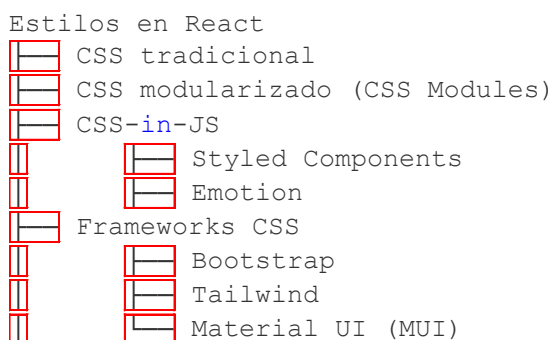 Estilos en React
├── CSS tradicional
├── CSS modularizado (CSS Modules)
├── CSS-in-JS
│       ├── Styled Components
│       ├── Emotion
├── Frameworks CSS
│       ├── Bootstrap
│       ├── Tailwind
│       └── Material UI (MUI)